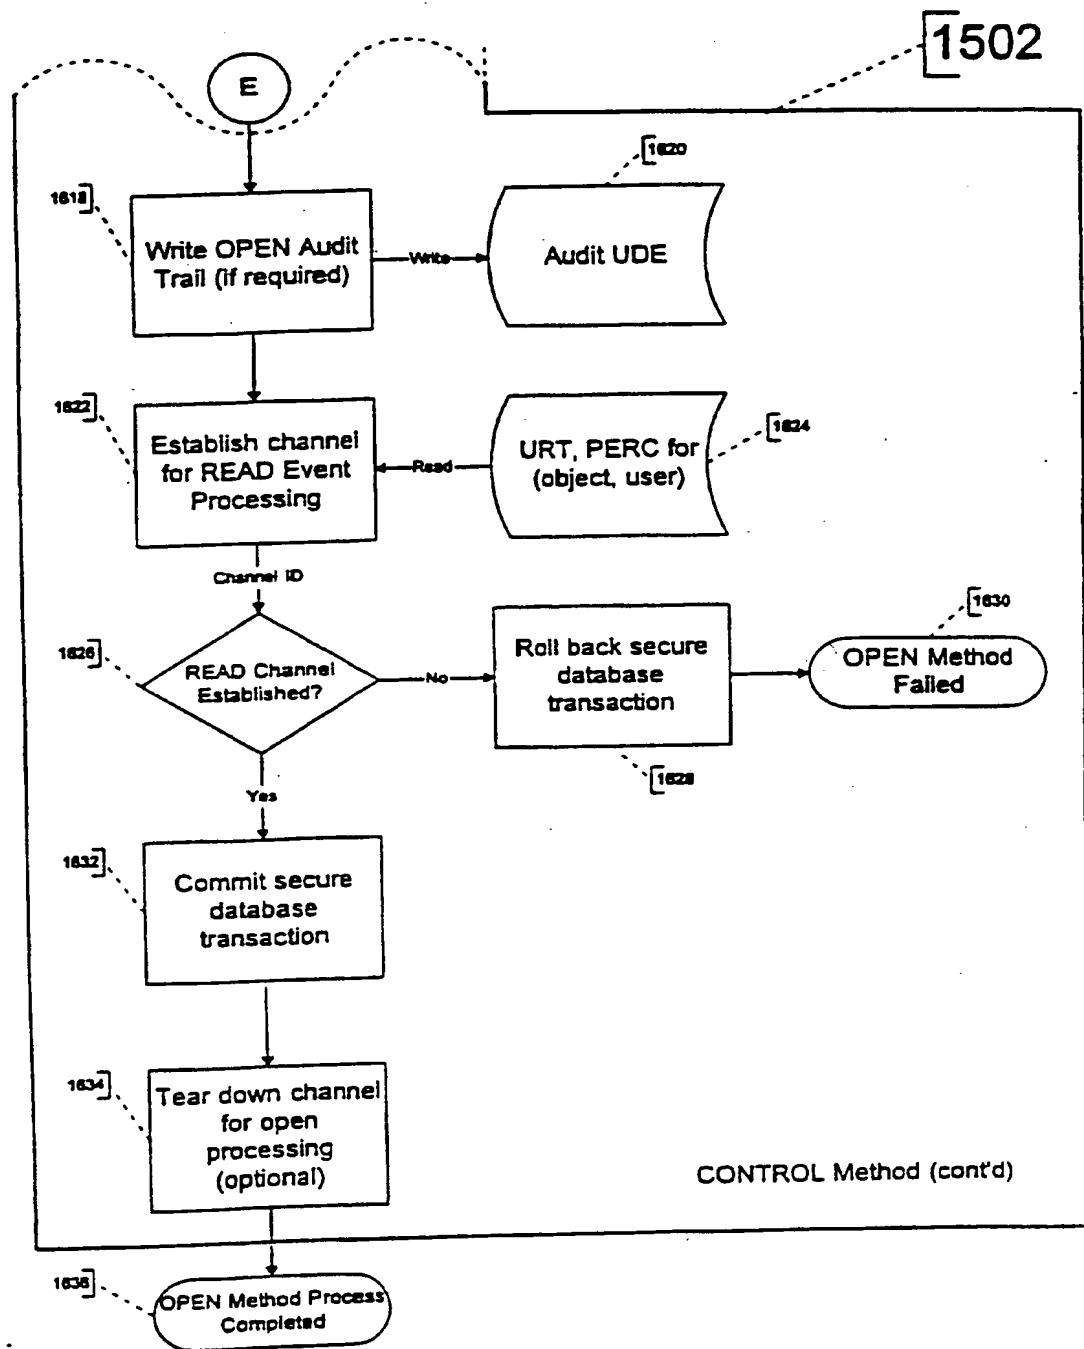 1502
E
1618
Write OPEN Audit
Trail (if required)
Write
1620
Audit UDE
1622
Establish channel
for READ Event
Processing
Read
URT, PERC for
(object, user)
1624
Channel ID
1626
READ Channel
Established?
No
Roll back secure
database
transaction
1628
1630
OPEN Method
Failed
Yes
1632
Commit secure
database
transaction
1634
Tear down channel
for open
processing
(optional)
CONTROL Method (cont'd)
1636
OPEN Method Process
Completed